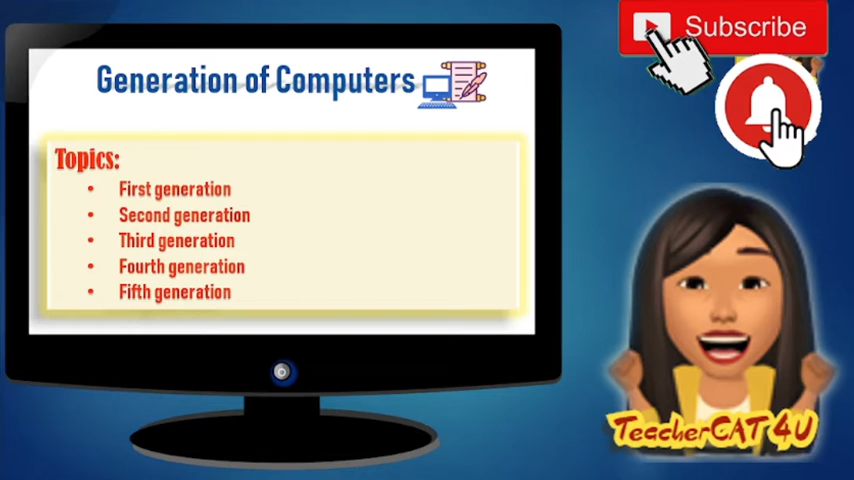 Subscribe
Generation of Computers
Topics:
• First generation
• Second generation
• Third generation
• Fourth generation
• Fifth generation
TeacherCAT 4U